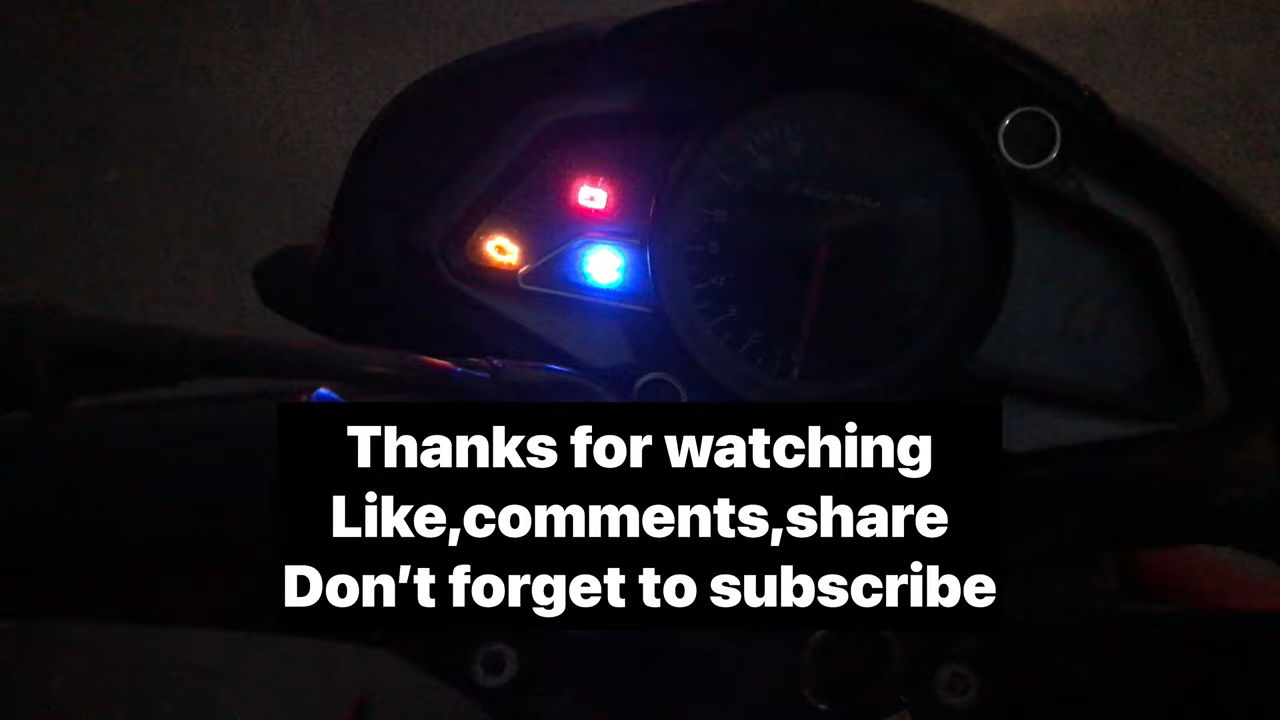 Thanks for watching
Like,comments,share
Don’t forget to subscribe